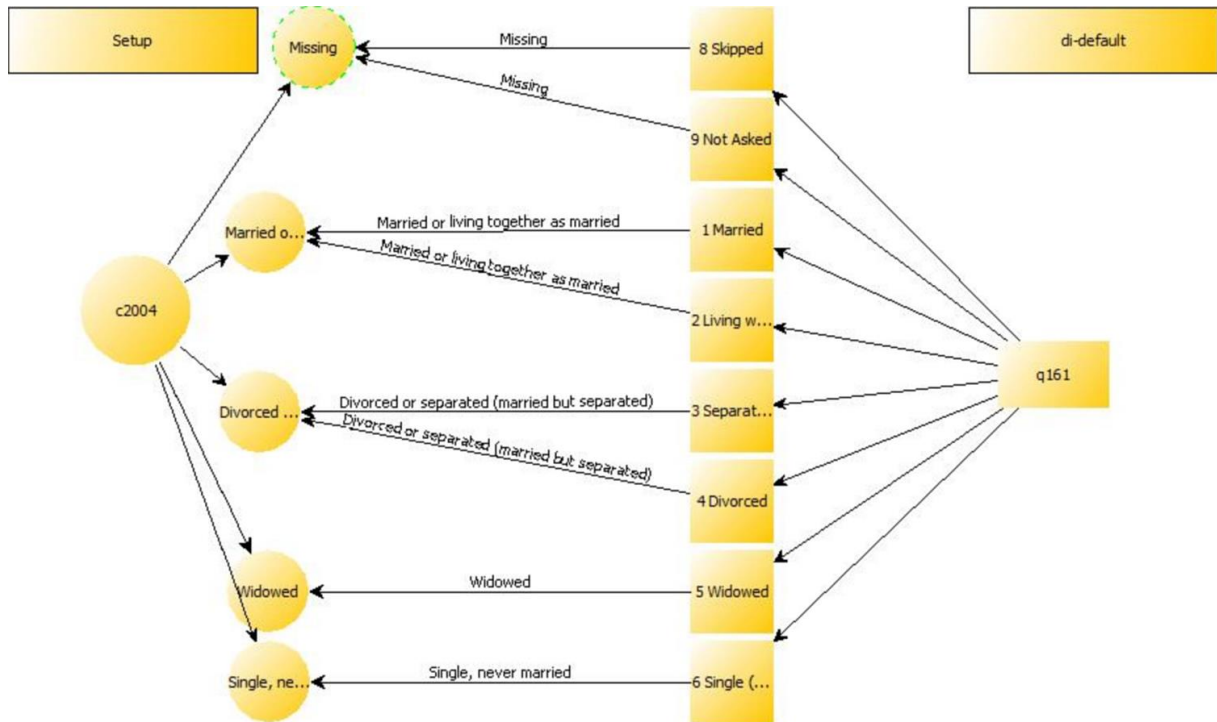 Setup
Missing
Missing
8 Skipped
di-default
Missing
9 Not Asked
Married o...
Married or living together as married
1 Married
Married or living together as married
c2004
2 Living w...
q161
Divorced ...
Divorced or separated (married but separated)
3 Separat...
Divorced or separated (married but separated)
4 Divorced
Widowed
Widowed
5 Widowed
Single, ne...
Single, never married
6 Single (...